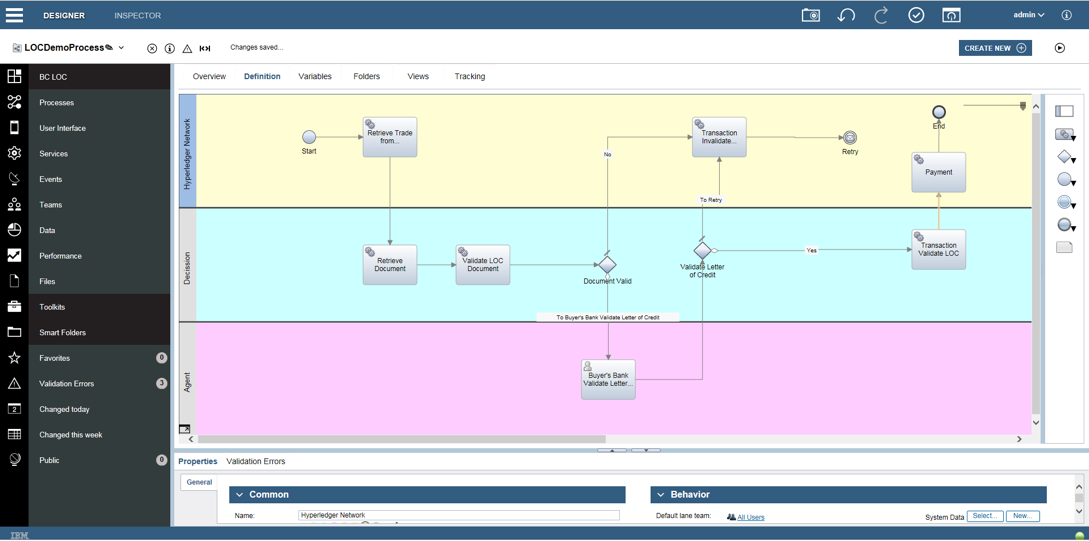 DESIGNER
INSPECTOR
admin
LOCDemoProcess
Changes saved...
CREATE NEW
BC LOC
Processes
User Interface
Services
Events
Teams
Data
Performance
Files
Toolkits
Smart Folders
Favorites
0
Validation Errors
3
2
Changed today
Changed this week
Public
0
Overview
Definition
Variables
Folders
Views
Tracking
Hyperledger Network
Start
Retrieve Trade
from...
No
Transaction
Invalidate...
Retry
End
Payment
To Retry
Decission
Retrieve
Document
Validate LOC
Document
Document Valid
Validate Letter
of Credit
Yes
Transaction
Validate LOC
To Buyer's Bank Validate Letter of Credit
Agent
Buyer's Bank
Validate Letter...
Properties
Validation Errors
General
Common
Name:
Hyperledger Network
Behavior
Default lane team:
All Users
System Data
Select...
New...
IBM